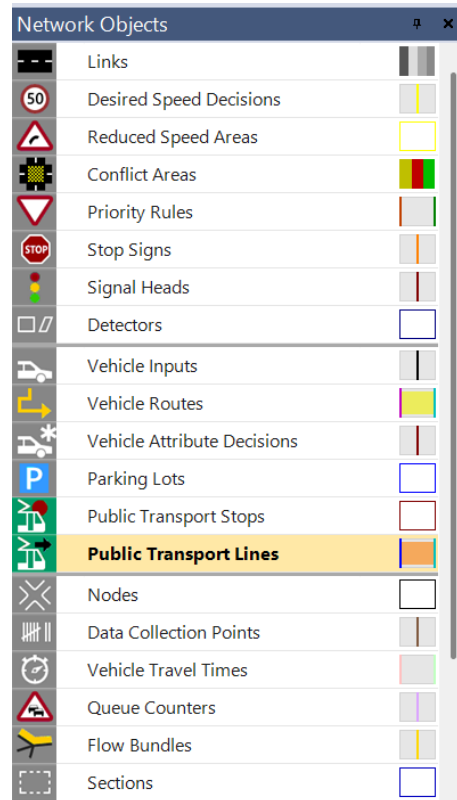 Network Objects
Links
50 Desired Speed Decisions
Reduced Speed Areas
Conflict Areas
Priority Rules
STOP Stop Signs
Signal Heads
Detectors
Vehicle Inputs
Vehicle Routes
Vehicle Attribute Decisions
P Parking Lots
Public Transport Stops
Public Transport Lines
Nodes
Data Collection Points
Vehicle Travel Times
Queue Counters
Flow Bundles
Sections